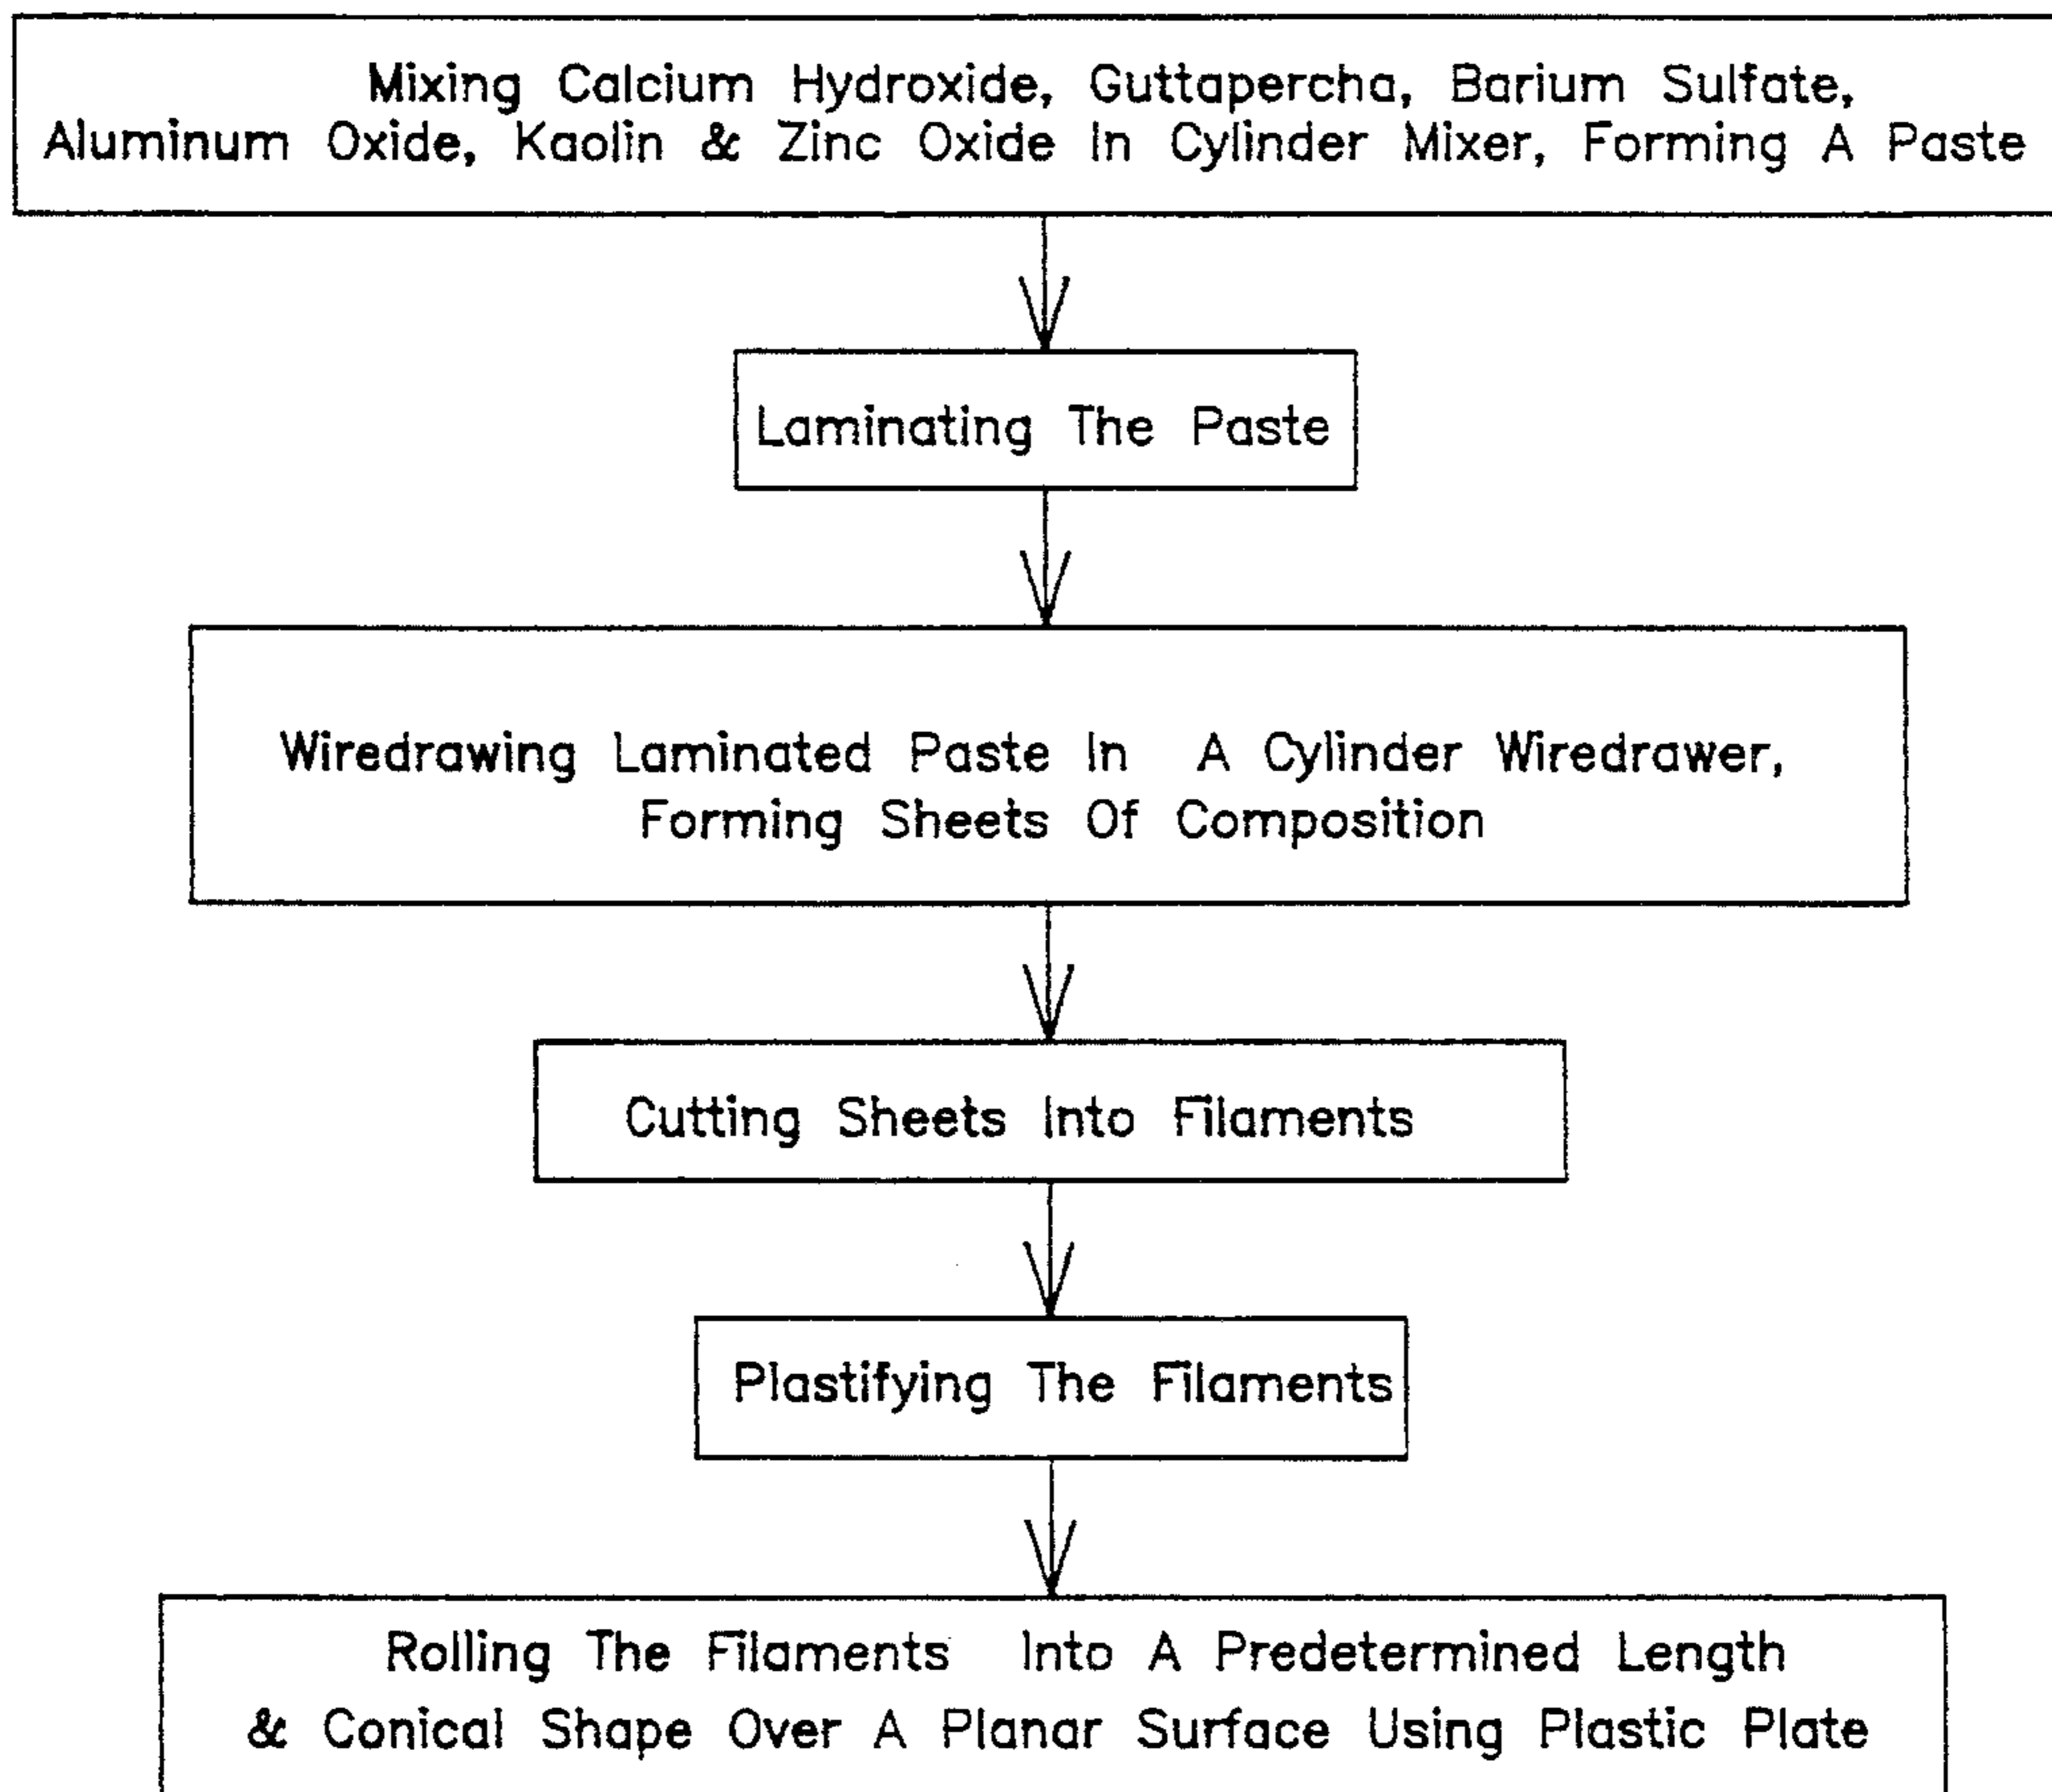 Mixing Calcium Hydroxide, Guttapercha, Barium Sulfate,
Aluminum Oxide, Kaolin & Zinc Oxide In Cylinder Mixer, Forming A Paste
Laminating The Paste
Wiredrawing Laminated Paste In A Cylinder Wiredrawer,
Forming Sheets Of Composition
Cutting Sheets Into Filaments
Plastifying The Filaments
Rolling The Filaments Into A Predetermined Length
& Conical Shape Over A Planar Surface Using Plastic Plate